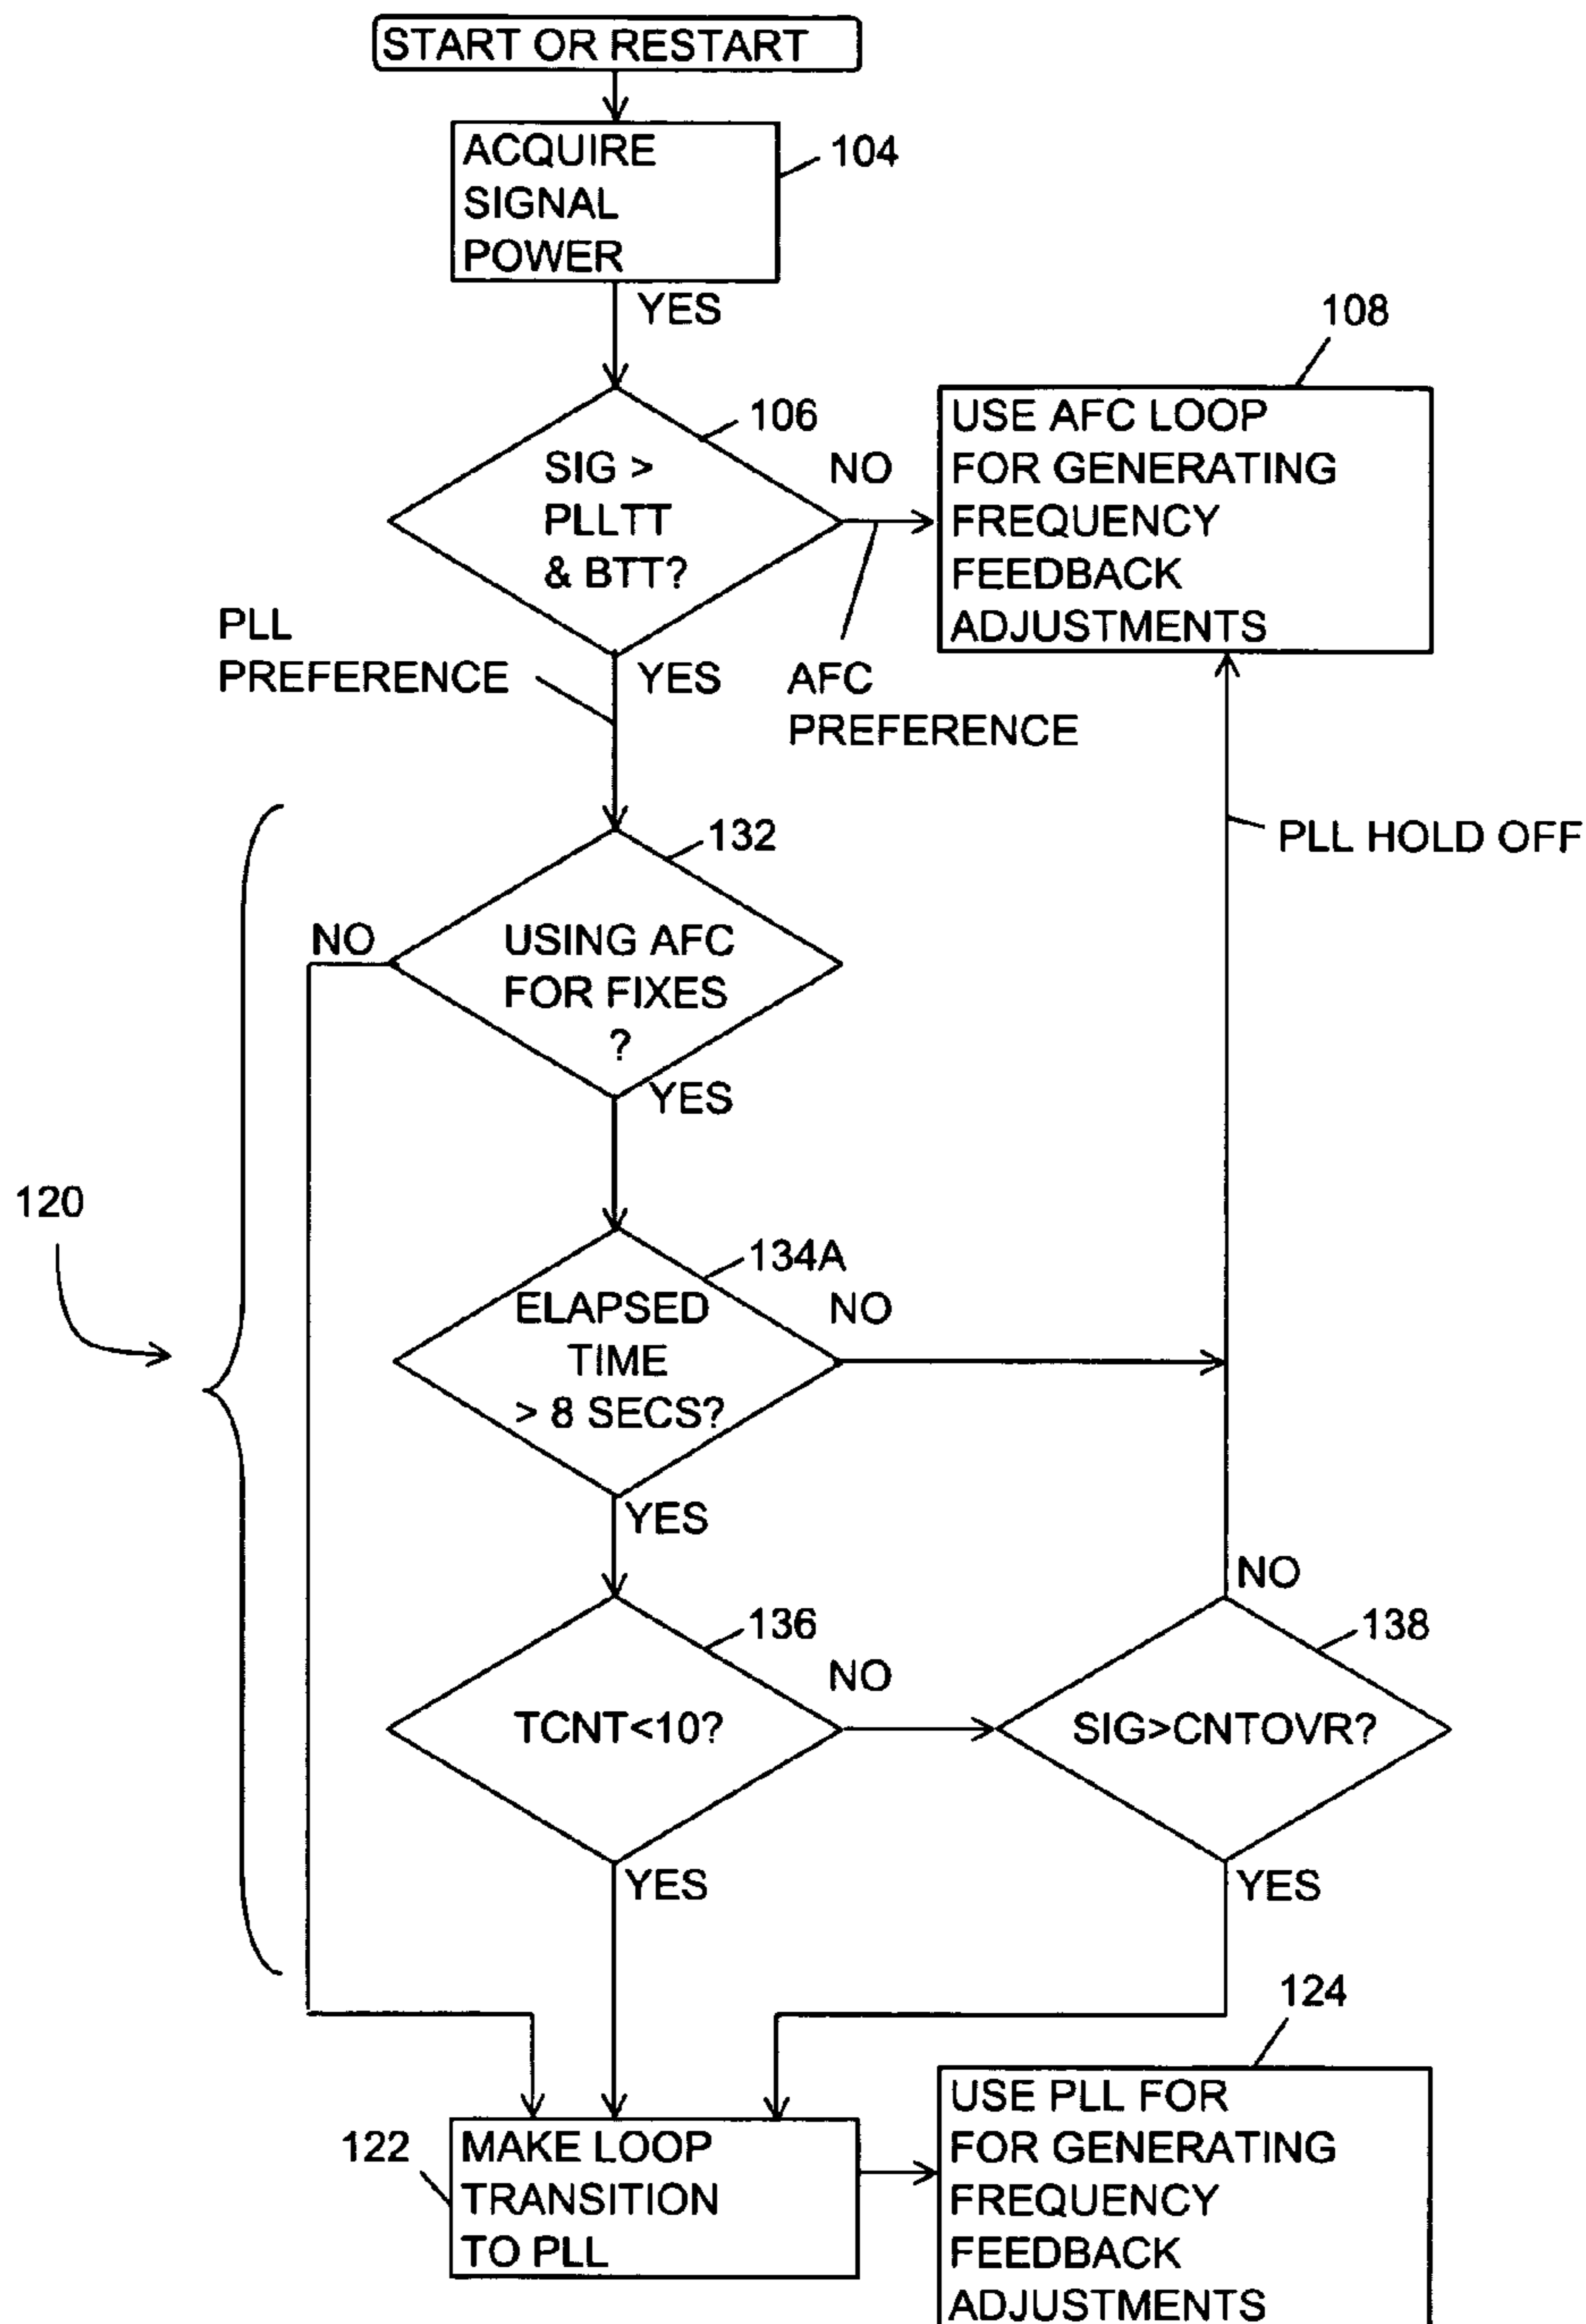 START OR RESTART
ACQUIRE
SIGNAL
POWER
104
YES
108
106
SIG >
PLLTT
& BTT?
NO
USE AFC LOOP
FOR GENERATING
FREQUENCY
FEEDBACK
ADJUSTMENTS
PLL
PREFERENCE
YES
AFC
PREFERENCE
132
PLL HOLD OFF
NO
USING AFC
FOR FIXES
?
YES
120
134A
ELAPSED
TIME
> 8 SECS?
NO
YES
NO
136
138
TCNT<10?
NO
SIG>CNTOVR?
YES
YES
124
122
MAKE LOOP
TRANSITION
TO PLL
USE PLL FOR
FOR GENERATING
FREQUENCY
FEEDBACK
ADJUSTMENTS